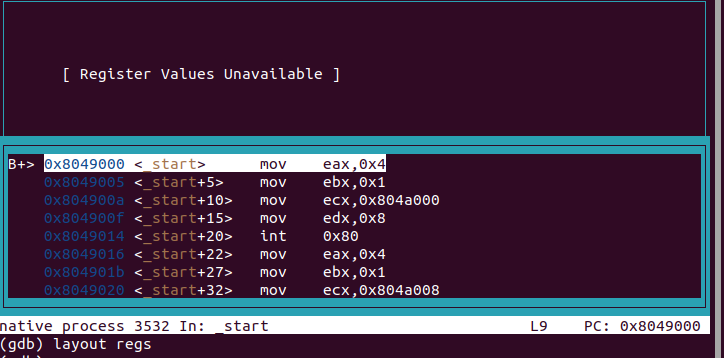 [ Register Values Unavailable ]
B+> 0x8049000 <_start> mov eax,0x4
0x8049005 <_start+5> mov ebx,0x1
0x804900a <_start+10> mov ecx,0x804a000
0x804900f <_start+15> mov edx,0x8
0x8049014 <_start+20> int 0x80
0x8049016 <_start+22> mov eax,0x4
0x804901b <_start+27> mov ebx,0x1
0x8049020 <_start+32> mov ecx,0x804a008
native process 3532 In: _start L9 PC: 0x8049000
(gdb) layout regs